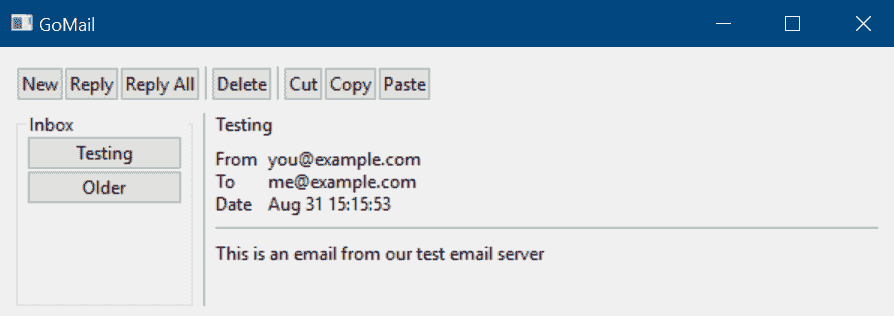 GoMail
New Reply Reply All Delete Cut Copy Paste
Inbox
Testing
Older
Testing
From you@example.com
To me@example.com
Date Aug 31 15:15:53
This is an email from our test email server